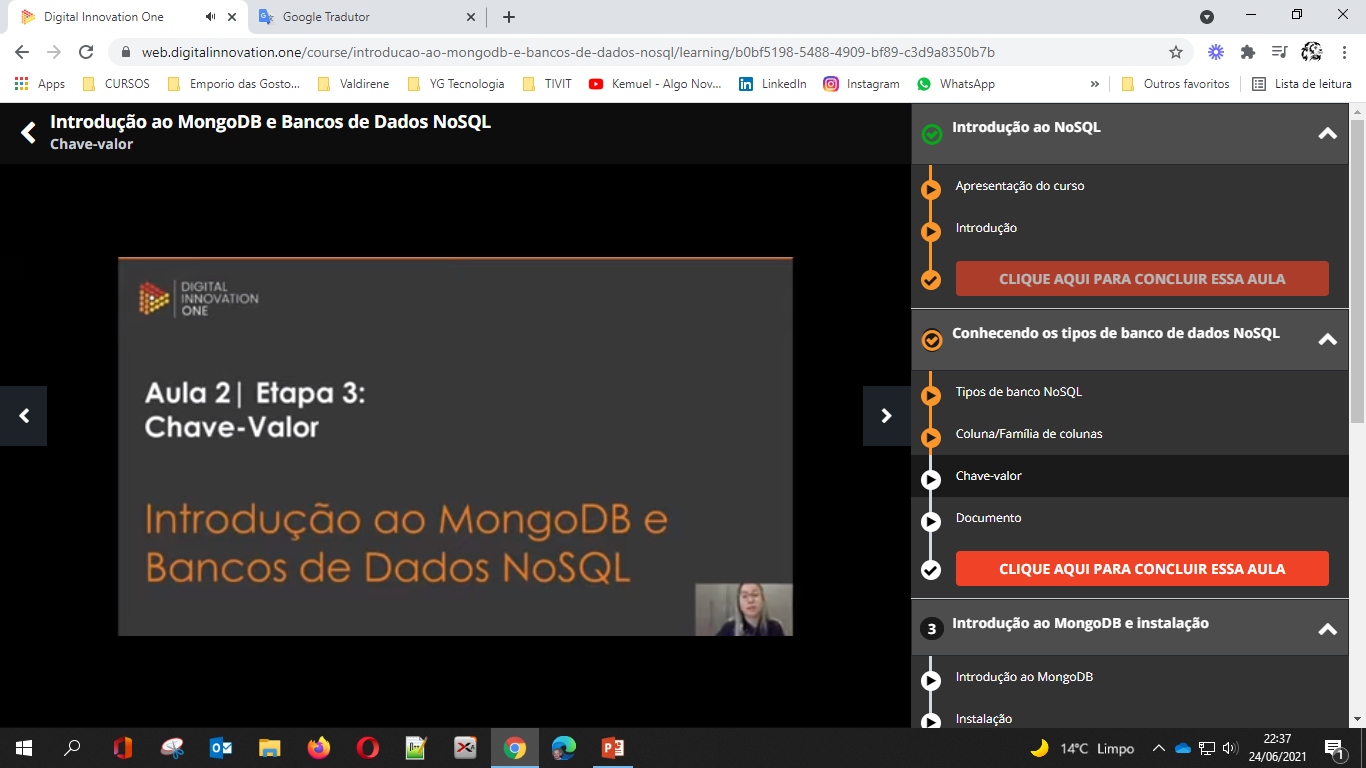 Digital Innovation One
Google Tradutor
web.digitalinnovation.one/course/introducao-ao-mongodb-e-bancos-de-dados-nosql/learning/b0bf5198-5488-4909-bf89-c3d9a8350b7b
Apps CURSOS Emporio das Gosto... Valdirene YG Tecnologia TIVIT Kemuel - Algo Nov... LinkedIn Instagram WhatsApp » Outros favoritos Lista de leitura
Introdução ao MongoDB e Bancos de Dados NoSQL
Chave-valor
DIGITAL
INNOVATION
ONE
Aula 2| Etapa 3:
Chave-Valor
Introdução ao MongoDB e
Bancos de Dados NoSQL
Introdução ao NoSQL
Apresentação do curso
Introdução
CLIQUE AQUI PARA CONCLUIR ESSA AULA
Conhecendo os tipos de banco de dados NoSQL
Tipos de banco NoSQL
Coluna/Família de colunas
Chave-valor
Documento
CLIQUE AQUI PARA CONCLUIR ESSA AULA
3 Introdução ao MongoDB e instalação
Introdução ao MongoDB
Instalação
14°C Limpo
22:37
24/06/2021
1